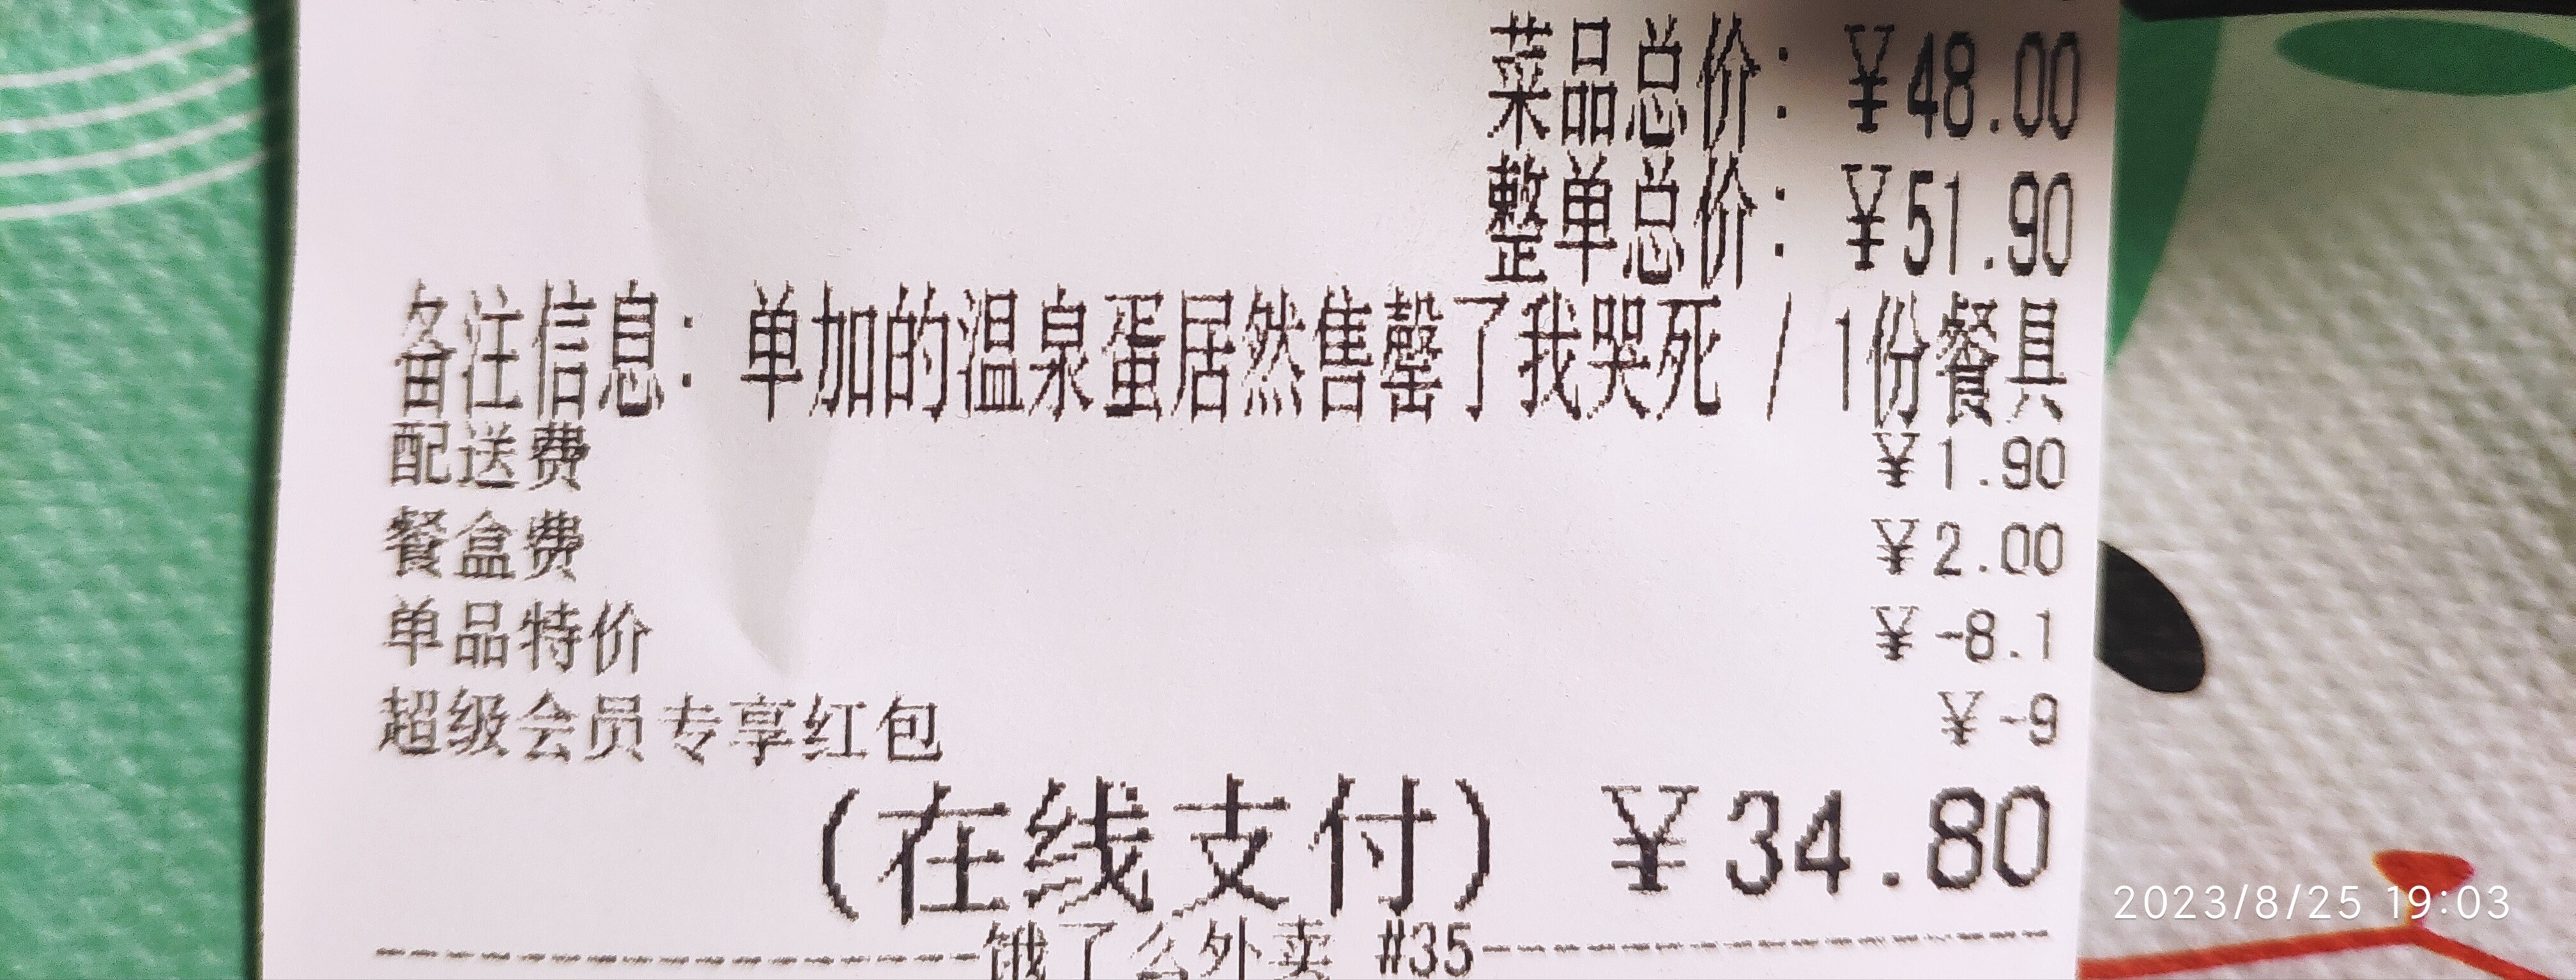 菜品总价: ¥48.00
整单总价: ¥51.90
备注信息: 单加的温泉蛋居然售罄了我哭死 / 1份餐具
配送费 ¥1.90
餐盒费 ¥2.00
单品特价 ¥-8.1
超级会员专享红包 ¥-9
(在线支付) ¥34.80
---------------饿了么外卖 #35---------------
2023/8/25 19:03